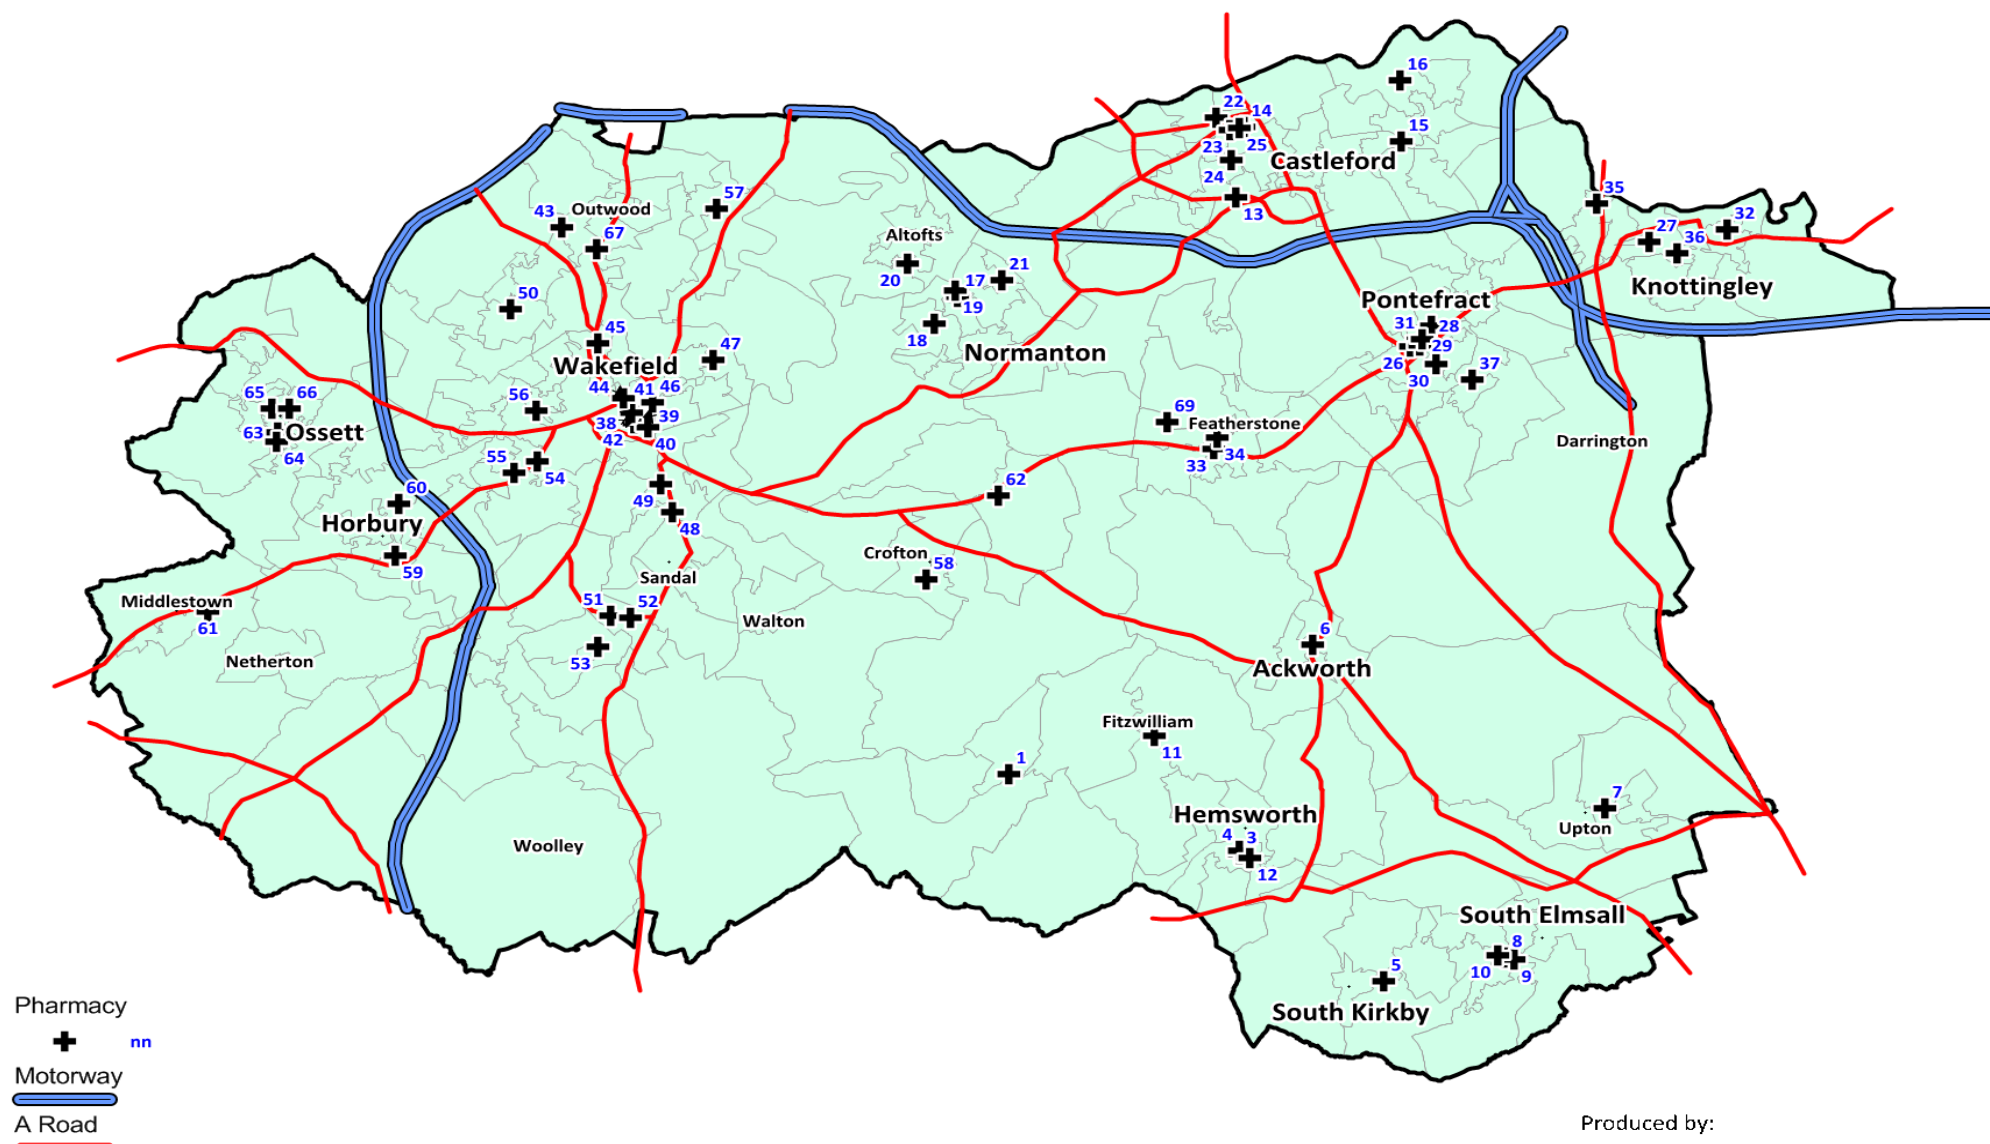 16
22
14
15
23
25
Castleford
24
57
35
43
Outwood
13
32
67
27
36
Altofts
21
20
17
Knottingley
50
19
Pontefract
45
31
28
18
47
29
Wakefield
Normanton
26
37
44
41
46
30
65
66
56
69
38
39
Featherstone
63
Ossett
42
40
Darrington
64
55
33
34
54
62
60
49
Horbury
48
Crofton
58
59
Sandal
Middlestown
51
52
61
Walton
6
Netherton
53
Ackworth
Fitzwilliam
11
1
7
Hemsworth
Upton
4
3
Woolley
12
South Elmsall
8
5
10
9
Pharmacy
South Kirkby
nn
Motorway
A Road
Produced by: